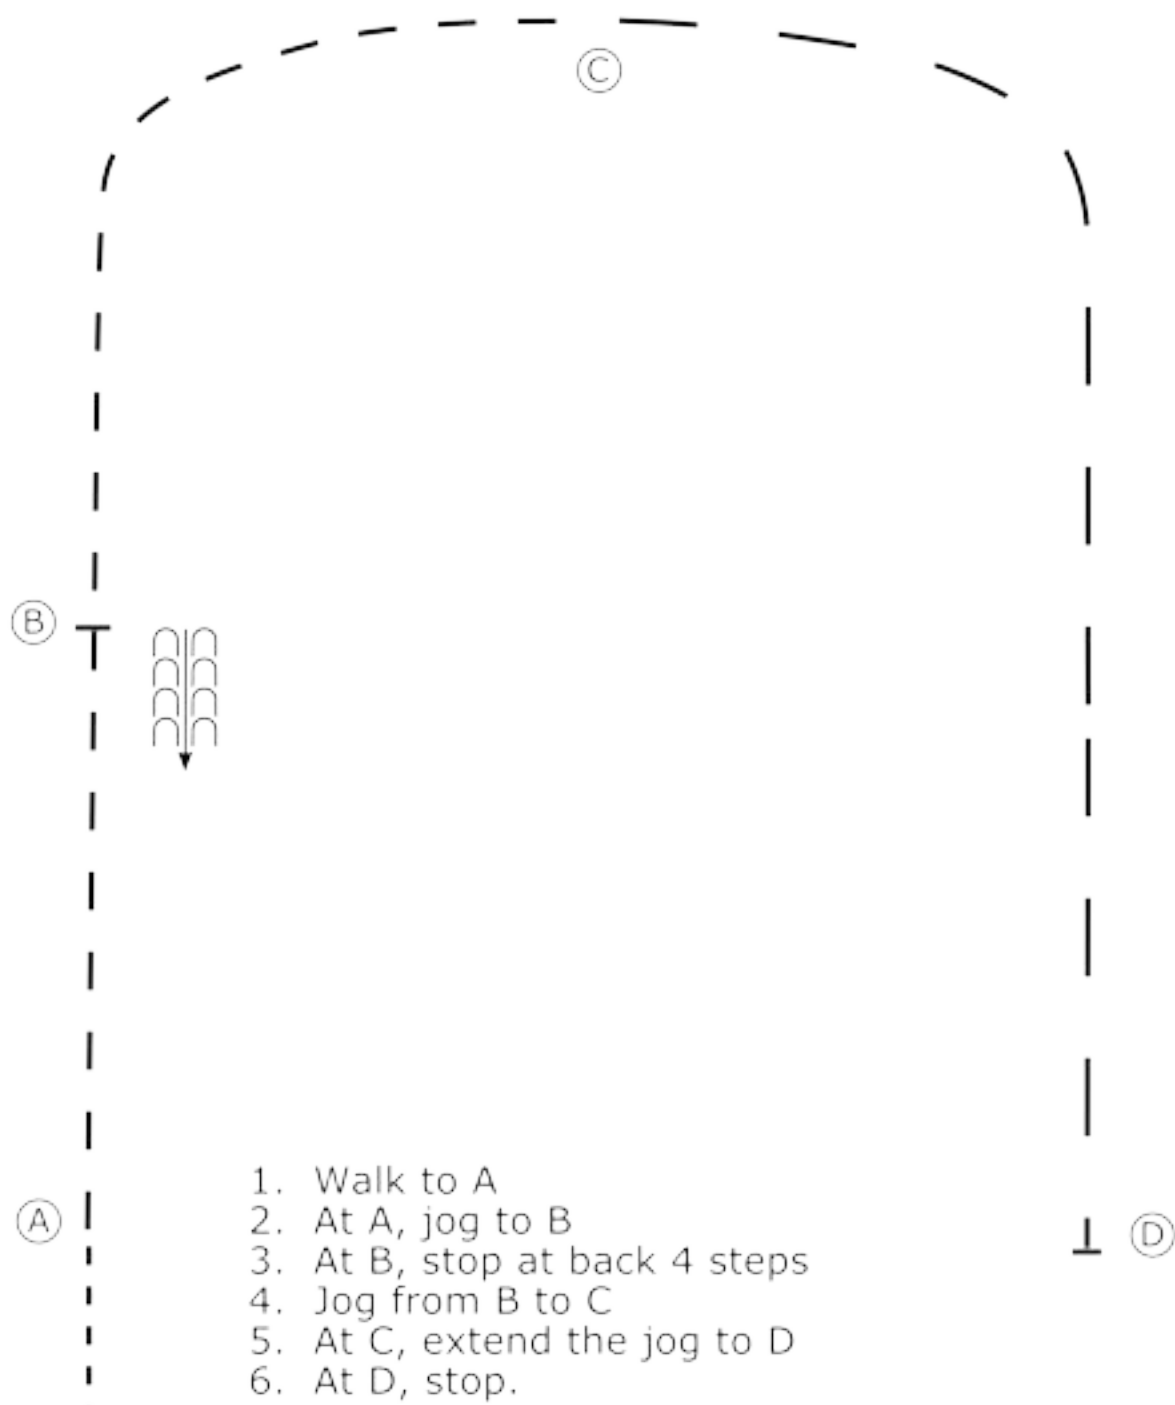 C
B
A
D
1. Walk to A
2. At A, jog to B
3. At B, stop at back 4 steps
4. Jog from B to C
5. At C, extend the jog to D
6. At D, stop.